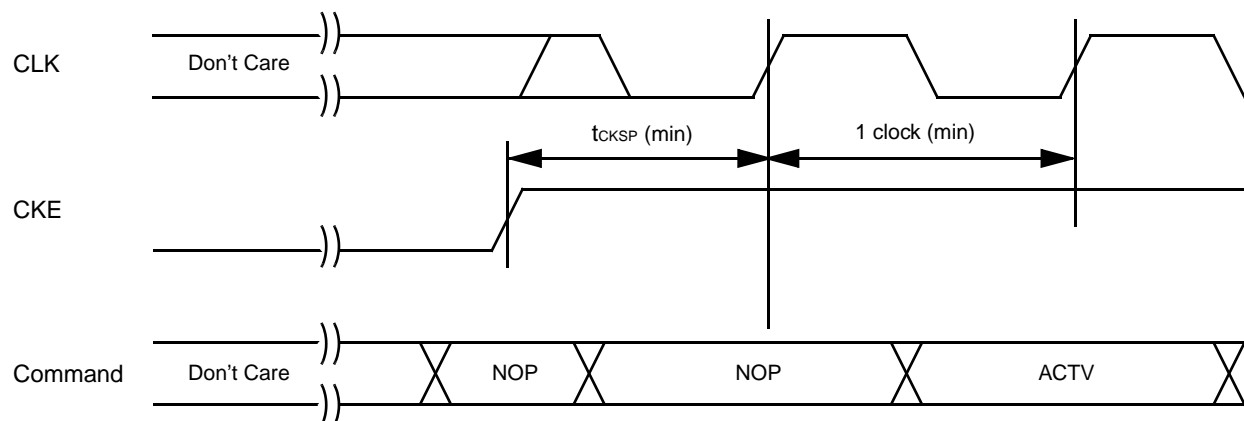 CLK
Don't Care
tCKSP (min)
1 clock (min)
CKE
Command
Don't Care
NOP
NOP
ACTV